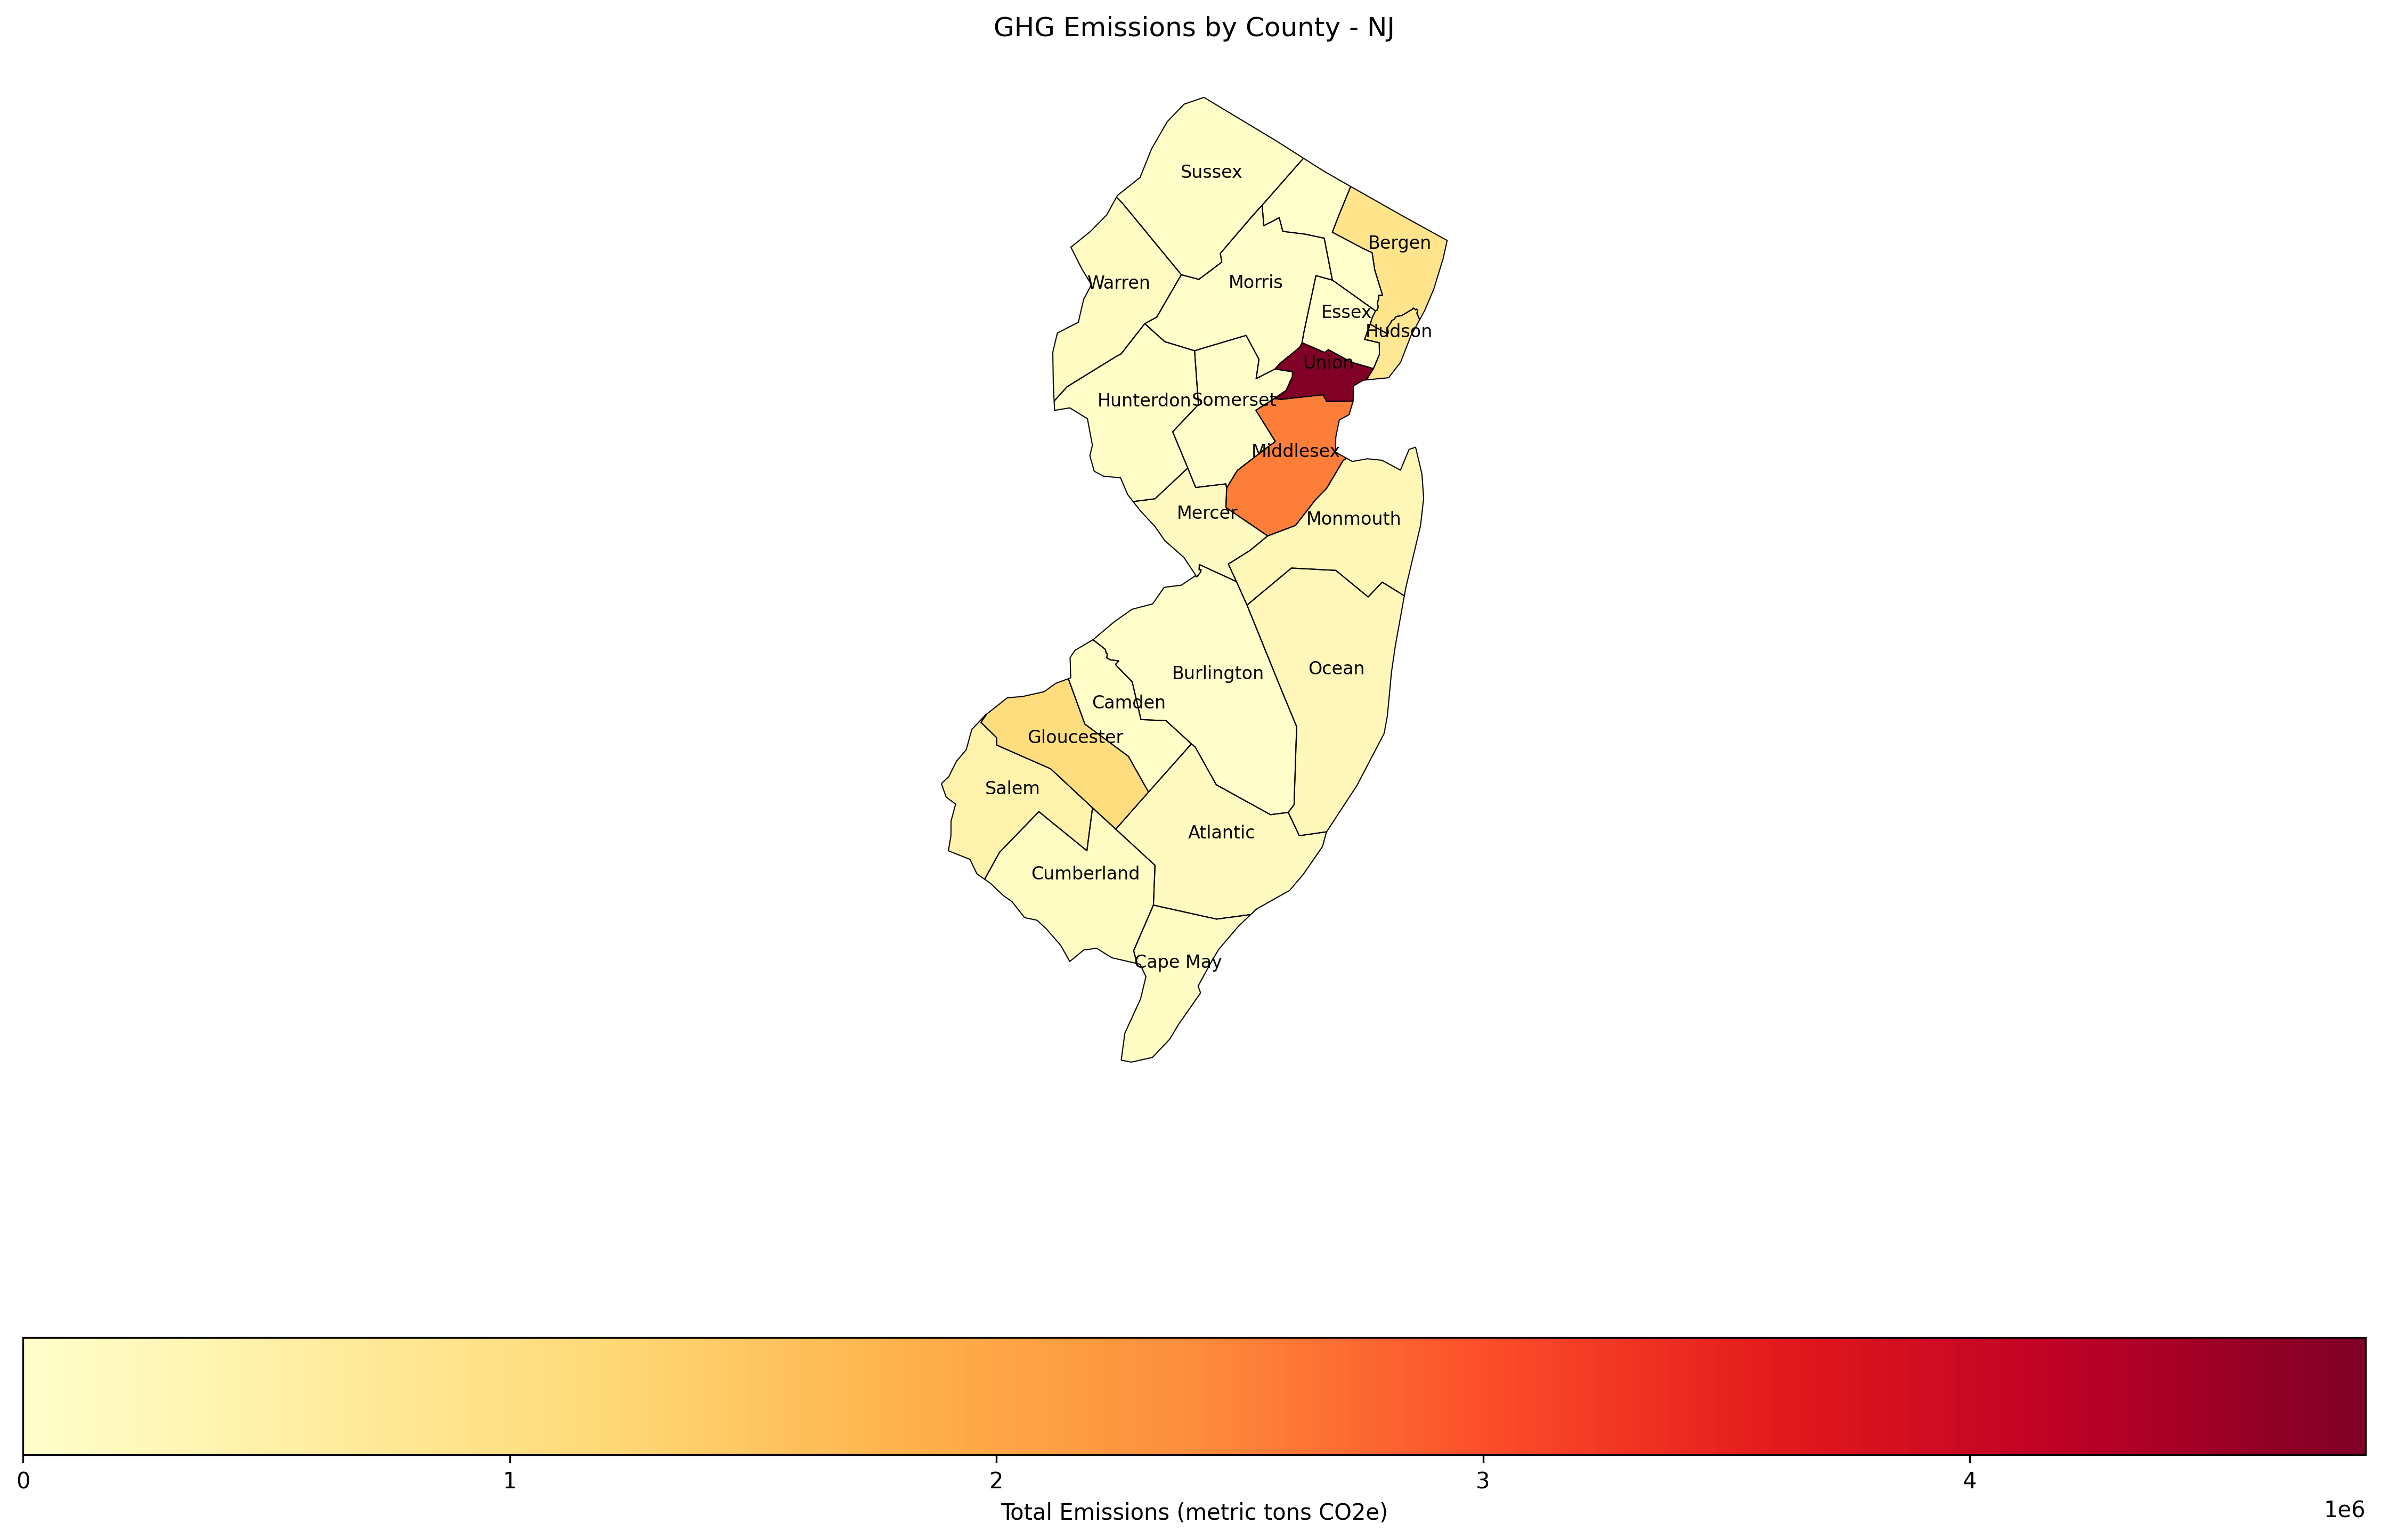 GHG Emissions by County - NJ
Sussex
Bergen
Warren
Morris
Essex
Hudson
Union
Hunterdon
Somerset
Middlesex
Mercer
Monmouth
Ocean
Burlington
Camden
Gloucester
Salem
Atlantic
Cumberland
Cape May
0 1 2 3 4
Total Emissions (metric tons CO2e)
1e6